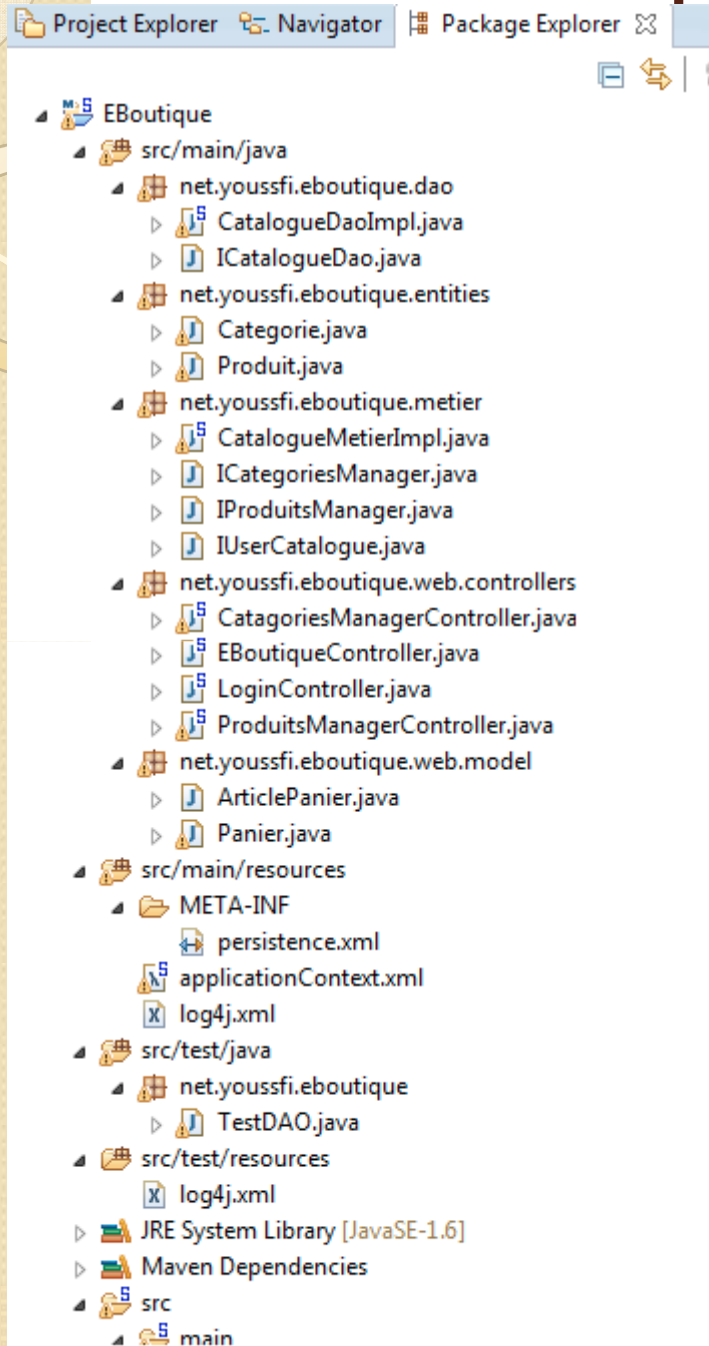 Project Explorer Navigator Package Explorer
EBoutique
src/main/java
net.youssfi.eboutique.dao
CatalogueDaoImpl.java
ICatalogueDao.java
net.youssfi.eboutique.entities
Categorie.java
Produit.java
net.youssfi.eboutique.metier
CatalogueMetierImpl.java
ICategoriesManager.java
IProduitsManager.java
IUserCatalogue.java
net.youssfi.eboutique.web.controllers
CatagoriesManagerController.java
EBoutiqueController.java
LoginController.java
ProduitsManagerController.java
net.youssfi.eboutique.web.model
ArticlePanier.java
Panier.java
src/main/resources
META-INF
persistence.xml
applicationContext.xml
log4j.xml
src/test/java
net.youssfi.eboutique
TestDAO.java
src/test/resources
log4j.xml
JRE System Library [JavaSE-1.6]
Maven Dependencies
src
main